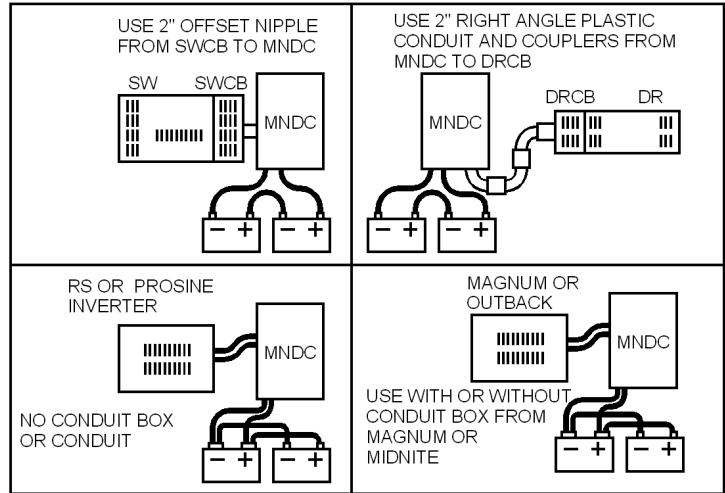 USE 2" OFFSET NIPPLE
FROM SWCB TO MNDC
SW SWCB
MNDC
- + - +
USE 2" RIGHT ANGLE PLASTIC
CONDUIT AND COUPLERS FROM
MNDC TO DRCB
DRCB DR
MNDC
- + - +
RS OR PROSINE
INVERTER
MNDC
NO CONDUIT BOX
OR CONDUIT
- + - +
MAGNUM OR
OUTBACK
MNDC
USE WITH OR WITHOUT
CONDUIT BOX FROM
MAGNUM OR
MIDNITE
- + - +